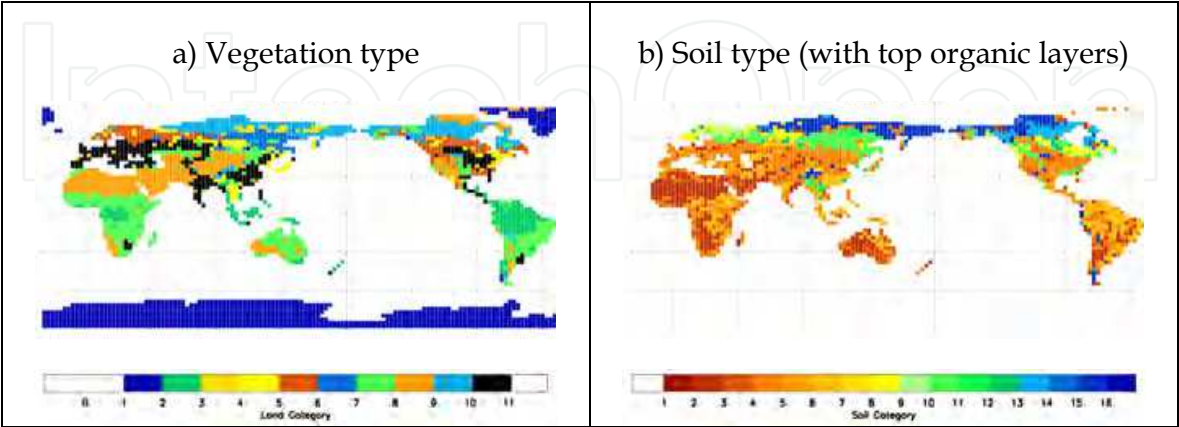 IntechOpen
a) Vegetation type
b) Soil type (with top organic layers)
0 1 2 3 4 5 6 7 8 9 10 11
Land Category
1 2 3 4 5 6 7 8 9 10 11 12 13 14 15 16
Soil Category